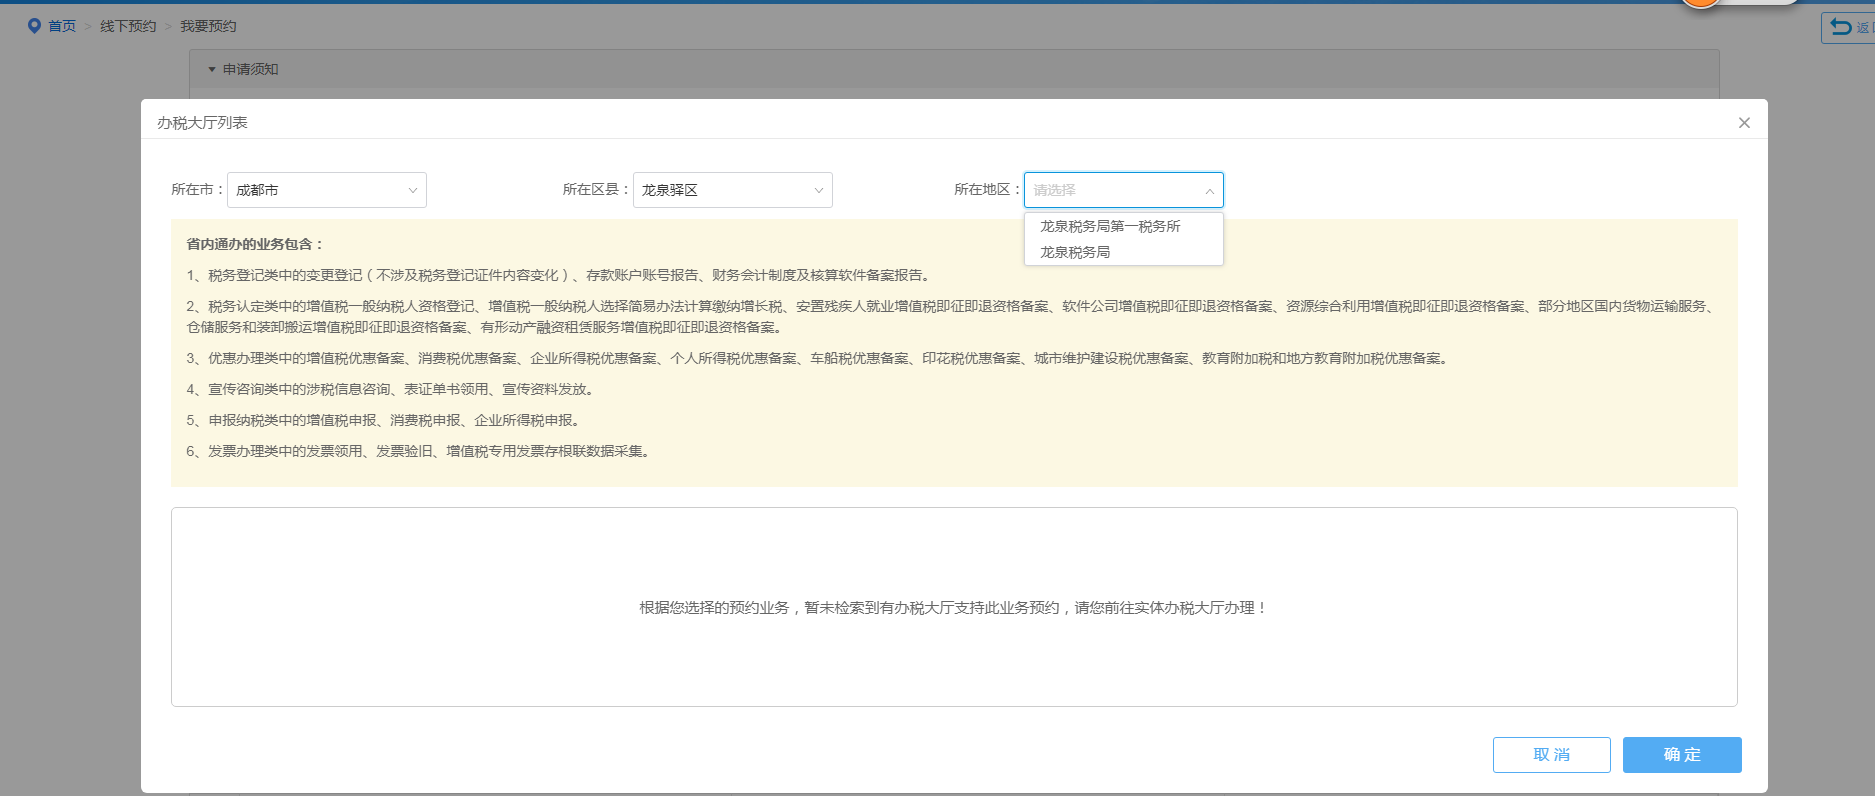 首页 > 线下预约 > 我要预约
返
申请须知
办税大厅列表
所在市： 成都市 所在区县： 龙泉驿区 所在地区： 请选择
龙泉税务局第一税务所
龙泉税务局
省内通办的业务包含：
1、税务登记类中的变更登记（不涉及税务登记证件内容变化）、存款账户账号报告、财务会计制度及核算软件备案报告。
2、税务认定类中的增值税一般纳税人资格登记、增值税一般纳税人选择简易办法计算缴纳增长税、安置残疾人就业增值税即征即退资格备案、软件公司增值税即征即退资格备案、资源综合利用增值税即征即退资格备案、部分地区国内货物运输服务、
仓储服务和装卸搬运增值税即征即退资格备案、有形动产融资租赁服务增值税即征即退资格备案。
3、优惠办理类中的增值税优惠备案、消费税优惠备案、企业所得税优惠备案、个人所得税优惠备案、车船税优惠备案、印花税优惠备案、城市维护建设税优惠备案、教育附加税和地方教育附加税优惠备案。
4、宣传咨询类中的涉税信息咨询、表证单书领用、宣传资料发放。
5、申报纳税类中的增值税申报、消费税申报、企业所得税申报。
6、发票办理类中的发票领用、发票验旧、增值税专用发票存根联数据采集。
根据您选择的预约业务，暂未检索到有办税大厅支持此业务预约，请您前往实体办税大厅办理！
取 消 确 定